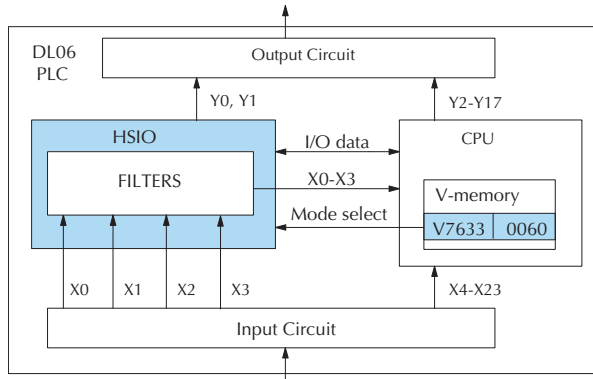 DL06
PLC
Output Circuit
Y0, Y1
Y2-Y17
HSIO
I/O data
CPU
FILTERS
X0-X3
V-memory
Mode select
V7633 0060
X0 X1 X2 X3
X4-X23
Input Circuit